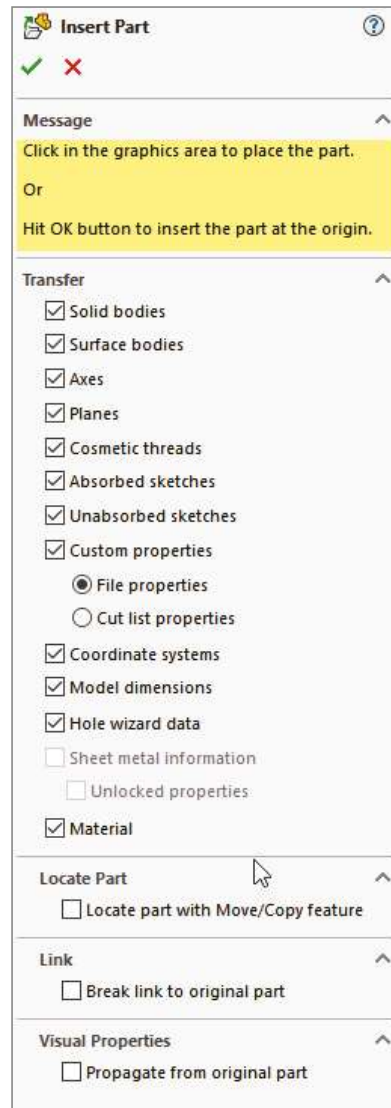 Insert Part
?
Message
Click in the graphics area to place the part.
Or
Hit OK button to insert the part at the origin.
Transfer
Solid bodies
Surface bodies
Axes
Planes
Cosmetic threads
Absorbed sketches
Unabsorbed sketches
Custom properties
File properties
Cut list properties
Coordinate systems
Model dimensions
Hole wizard data
Sheet metal information
Unlocked properties
Material
Locate Part
Locate part with Move/Copy feature
Link
Break link to original part
Visual Properties
Propagate from original part